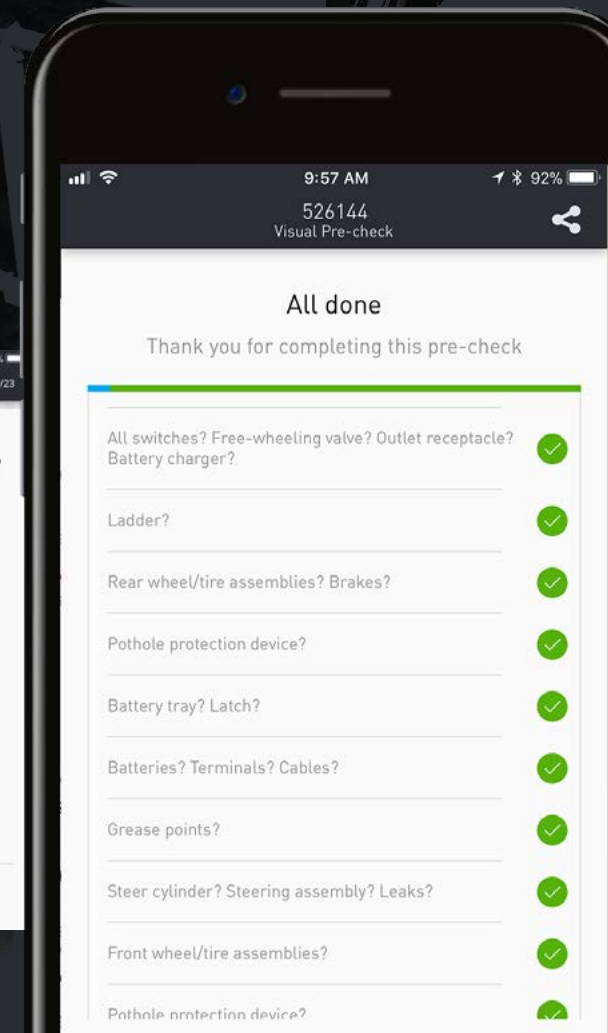 9:57 AM
92%
526144
Visual Pre-check
All done
Thank you for completing this pre-check
/23
All switches? Free-wheeling valve? Outlet receptacle?
Battery charger?
Ladder?
Rear wheel/tire assemblies? Brakes?
Pothole protection device?
Battery tray? Latch?
Batteries? Terminals? Cables?
Grease points?
Steer cylinder? Steering assembly? Leaks?
Front wheel/tire assemblies?
Pothole protection device?